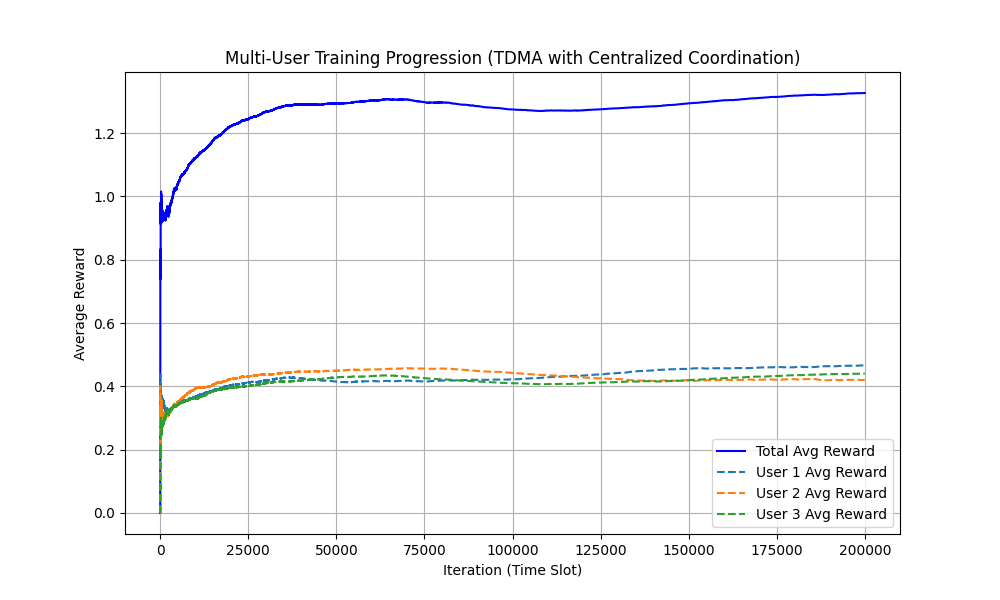 Multi-User Training Progression (TDMA with Centralized Coordination)
Average Reward
1.2
1.0
0.8
0.6
0.4
0.2
0.0
Total Avg Reward
User 1 Avg Reward
User 2 Avg Reward
User 3 Avg Reward
0 25000 50000 75000 100000 125000 150000 175000 200000
Iteration (Time Slot)